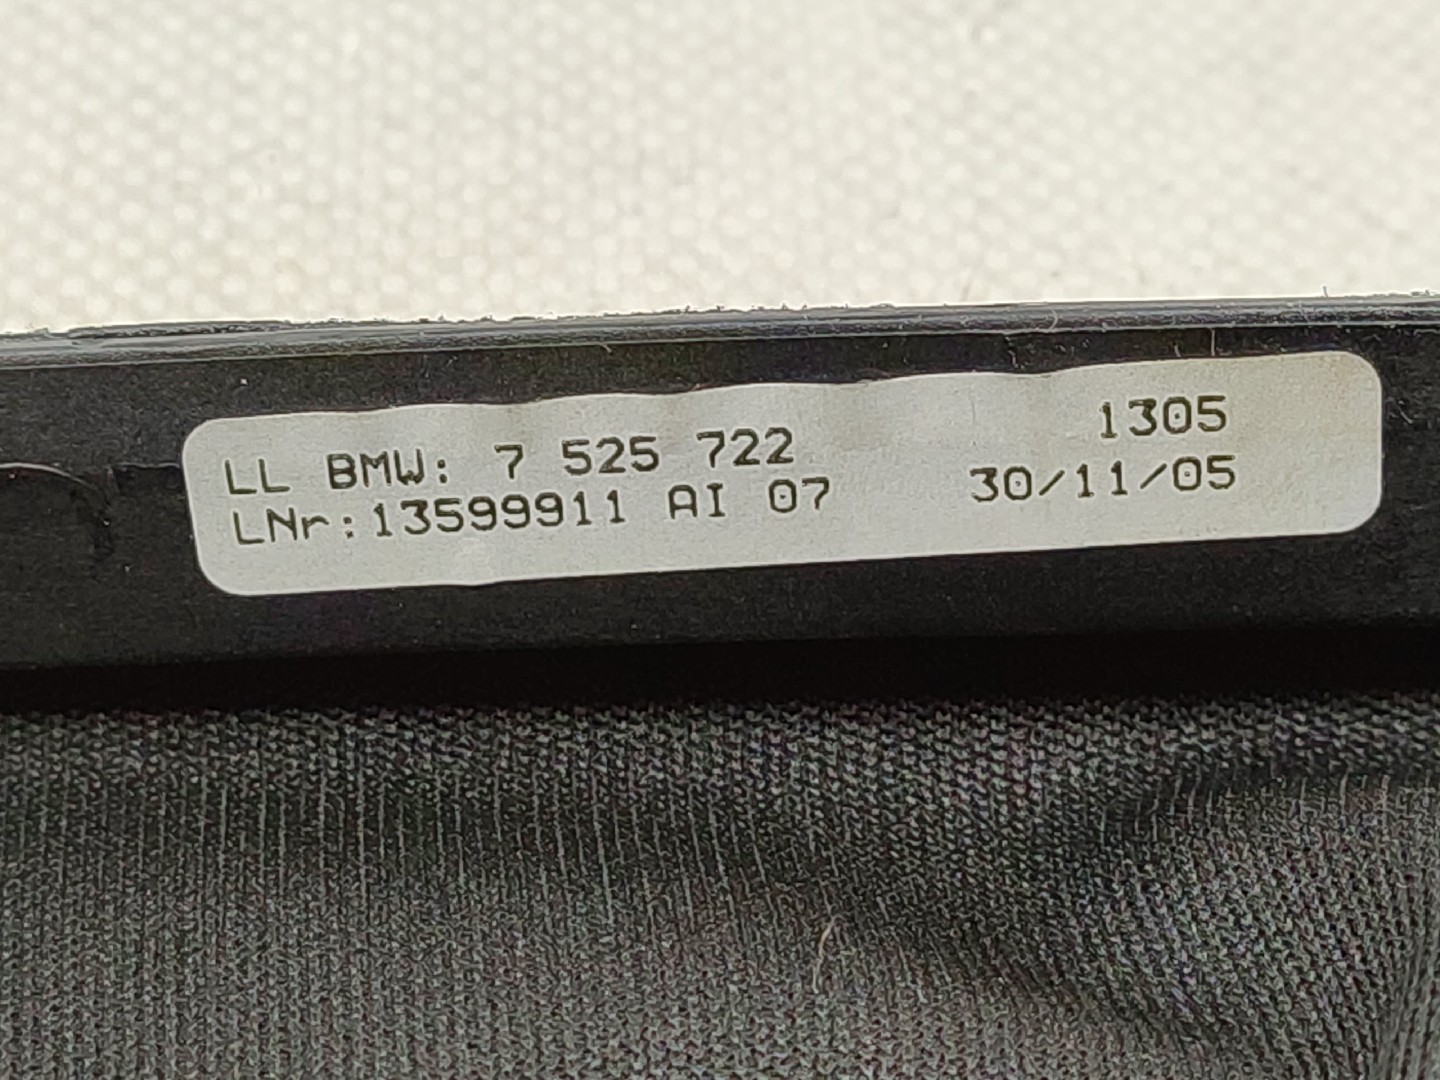 LL BMW: 7 525 722 1305
LNr:13599911 AI 07 30/11/05